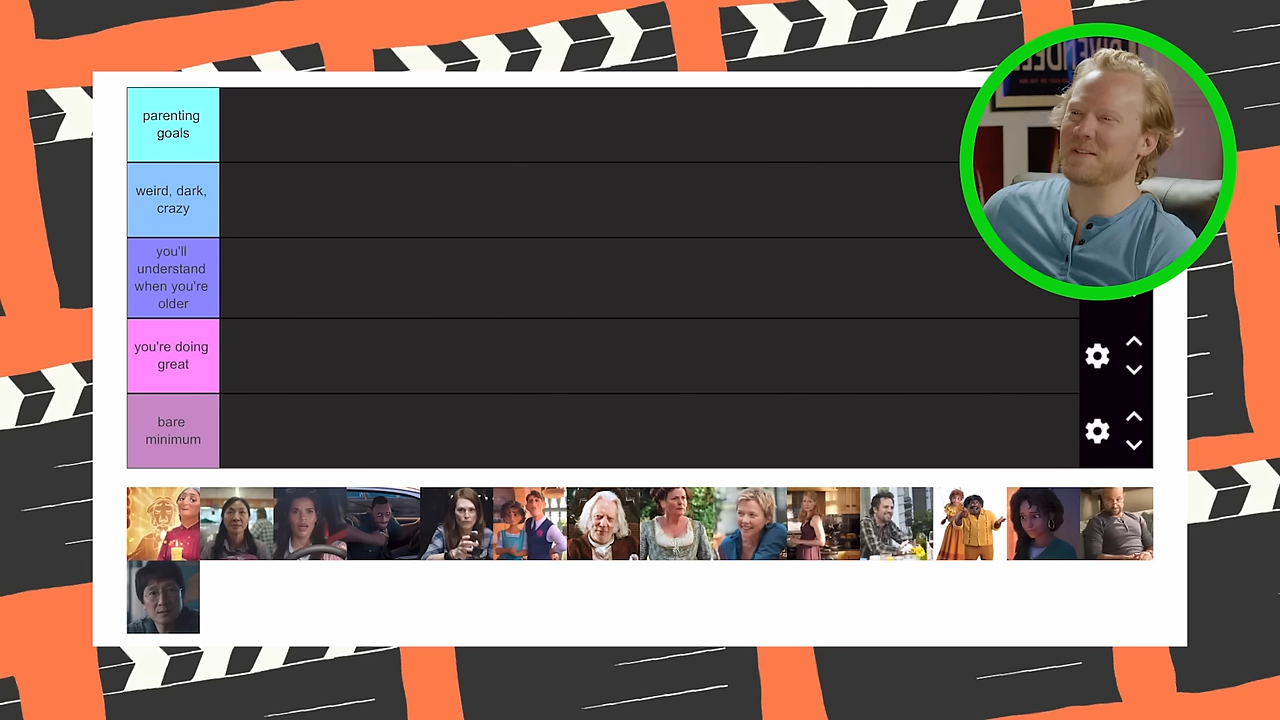 parenting
goals
weird, dark,
crazy
you'll
understand
when you're
older
you're doing
great
bare
minimum